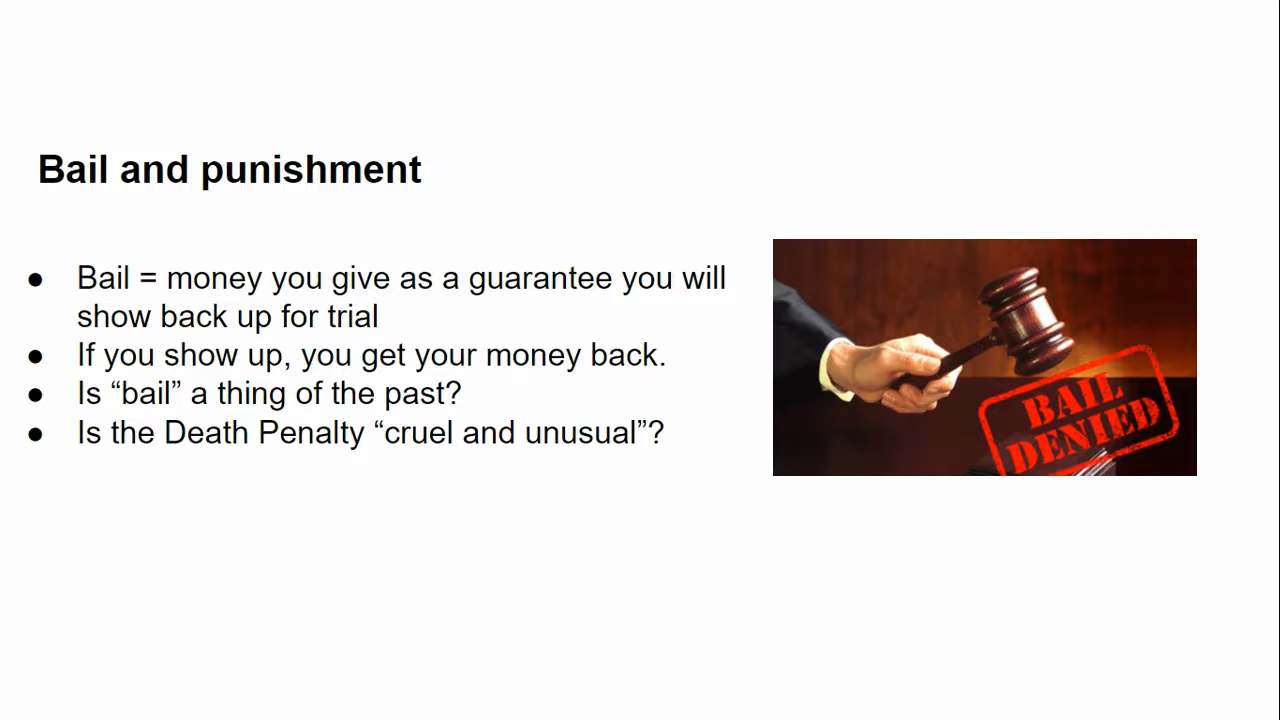 Bail and punishment
● Bail = money you give as a guarantee you will
show back up for trial
● If you show up, you get your money back.
● Is “bail” a thing of the past?
● Is the Death Penalty “cruel and unusual”?
BAIL
DENIED